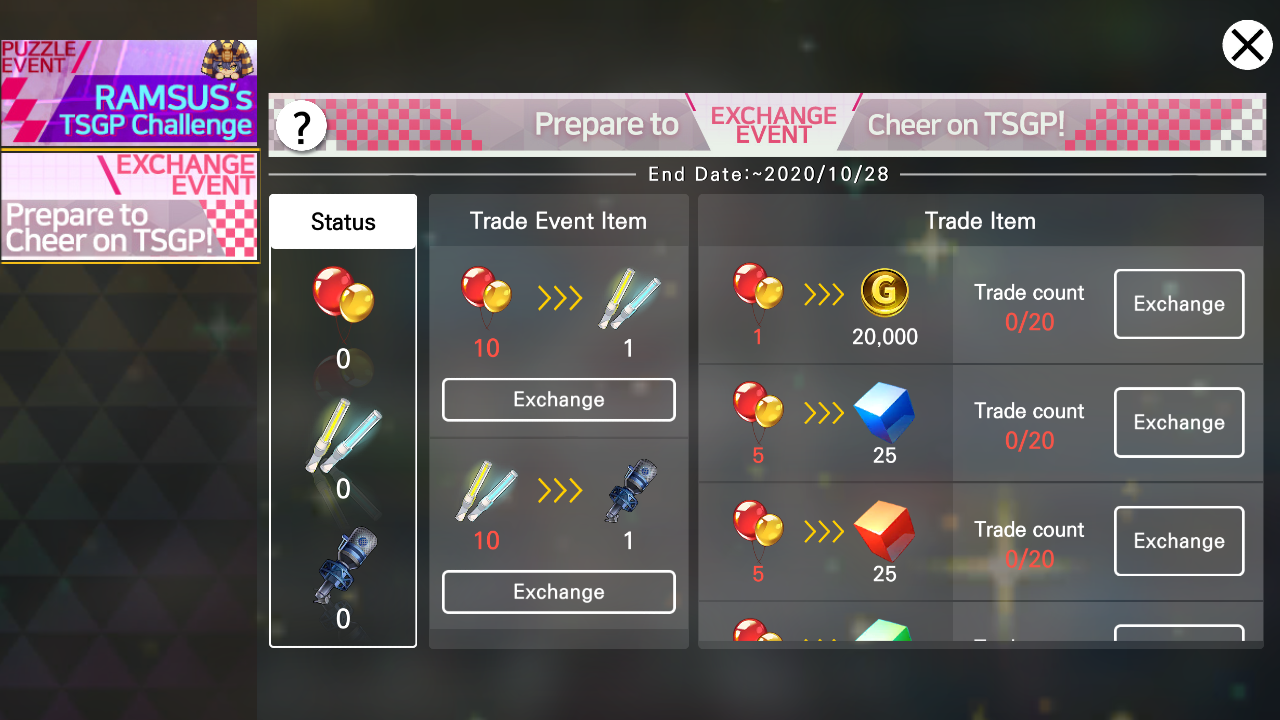 PUZZLE
EVENT
RAMSUS's
TSGP Challenge
EXCHANGE
EVENT
Prepare to
Cheer on TSGP!
?
Prepare to
EXCHANGE
EVENT
Cheer on TSGP!
End Date:~2020/10/28
Status
0
0
0
Trade Event Item
10
1
Exchange
10
1
Exchange
Trade Item
1
G
20,000
Trade count
0/20
Exchange
5
25
Trade count
0/20
Exchange
5
25
Trade count
0/20
Exchange